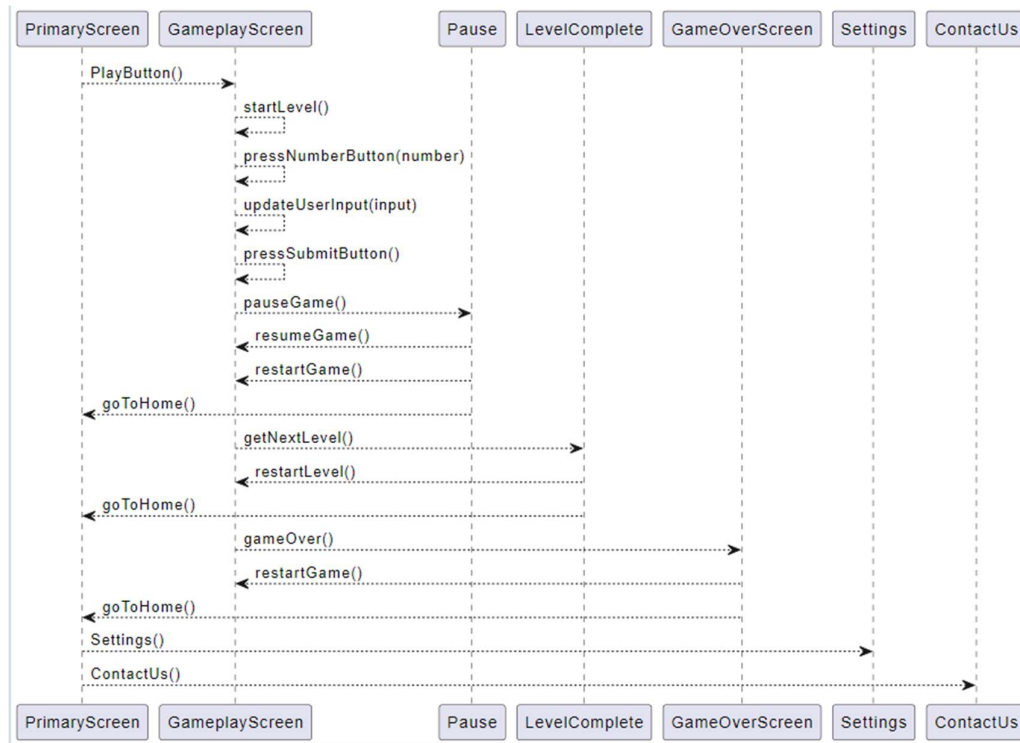 PrimaryScreen GameplayScreen Pause LevelComplete GameOverScreen Settings ContactUs
PlayButton()
startLevel()
pressNumberButton(number)
updateUserInput(input)
pressSubmitButton()
pauseGame()
resumeGame()
restartGame()
goToHome()
getNextLevel()
restartLevel()
goToHome()
gameOver()
restartGame()
goToHome()
Settings()
ContactUs()
PrimaryScreen GameplayScreen Pause LevelComplete GameOverScreen Settings ContactUs